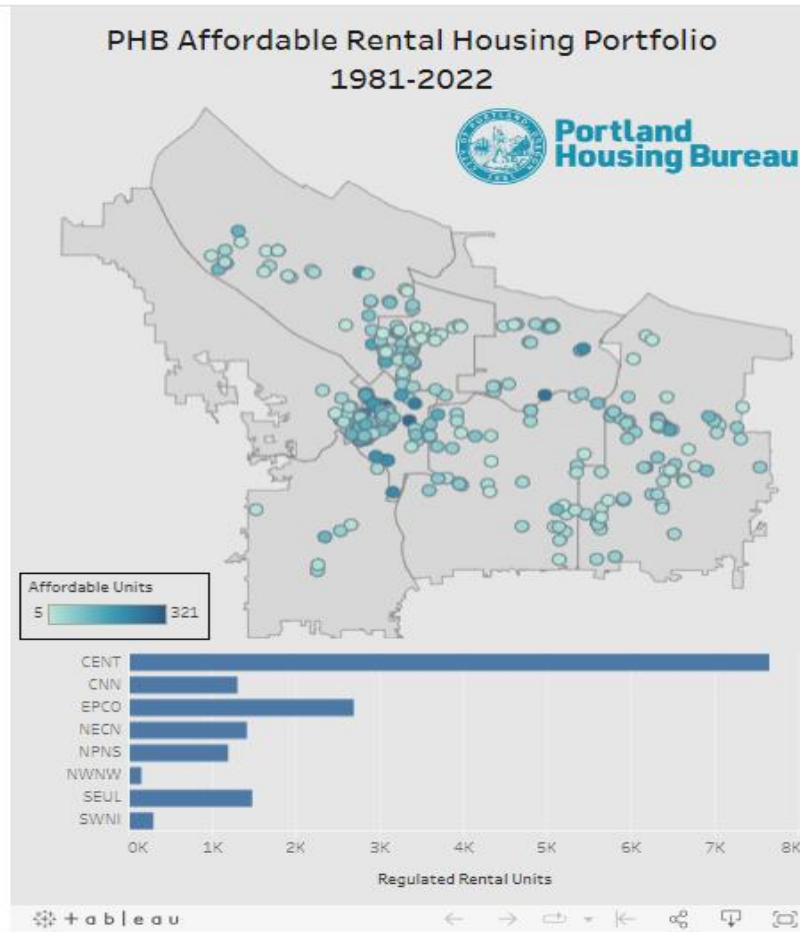 PHB Affordable Rental Housing Portfolio
1981-2022
Portland
Housing Bureau
Affordable Units
5 321
CENT
CNN
EPCO
NECN
NPNS
NWNW
SEUL
SWNI
0K 1K 2K 3K 4K 5K 6K 7K 8K
Regulated Rental Units
+ableau